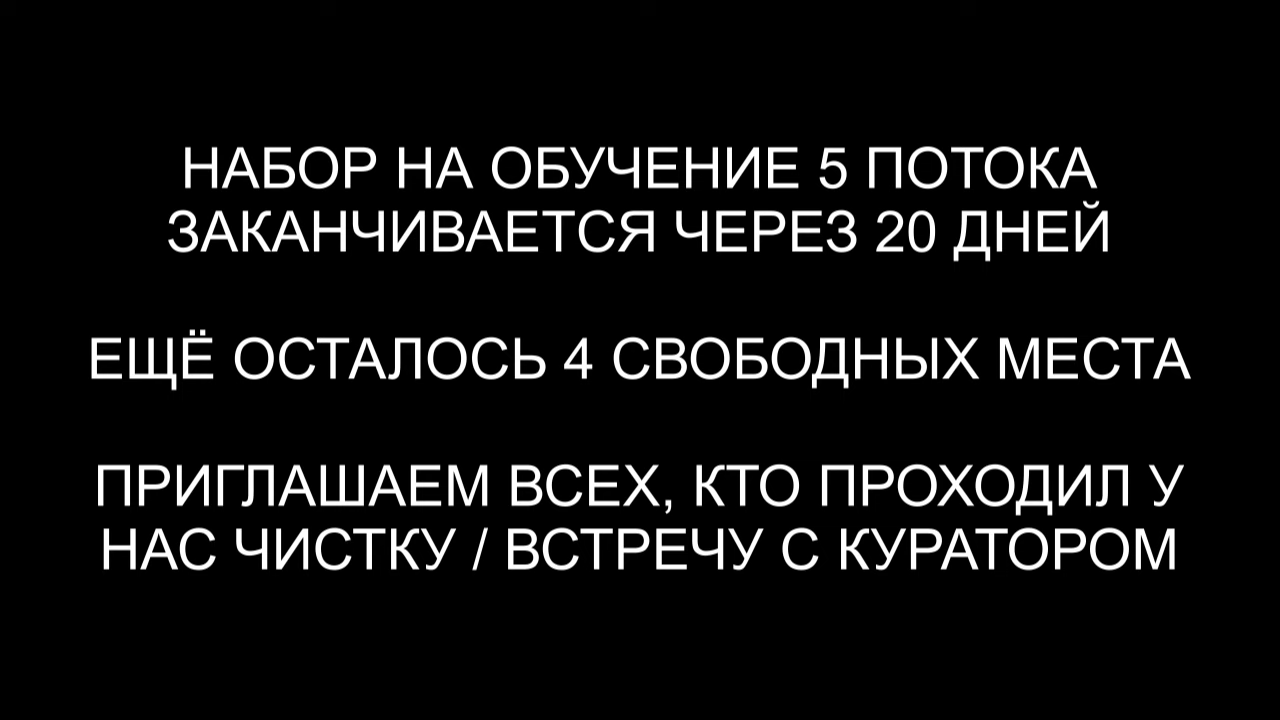 НАБОР НА ОБУЧЕНИЕ 5 ПОТОКА
ЗАКАНЧИВАЕТСЯ ЧЕРЕЗ 20 ДНЕЙ
ЕЩЁ ОСТАЛОСЬ 4 СВОБОДНЫХ МЕСТА
ПРИГЛАШАЕМ ВСЕХ, КТО ПРОХОДИЛ У
НАС ЧИСТКУ / ВСТРЕЧУ С КУРАТОРОМ